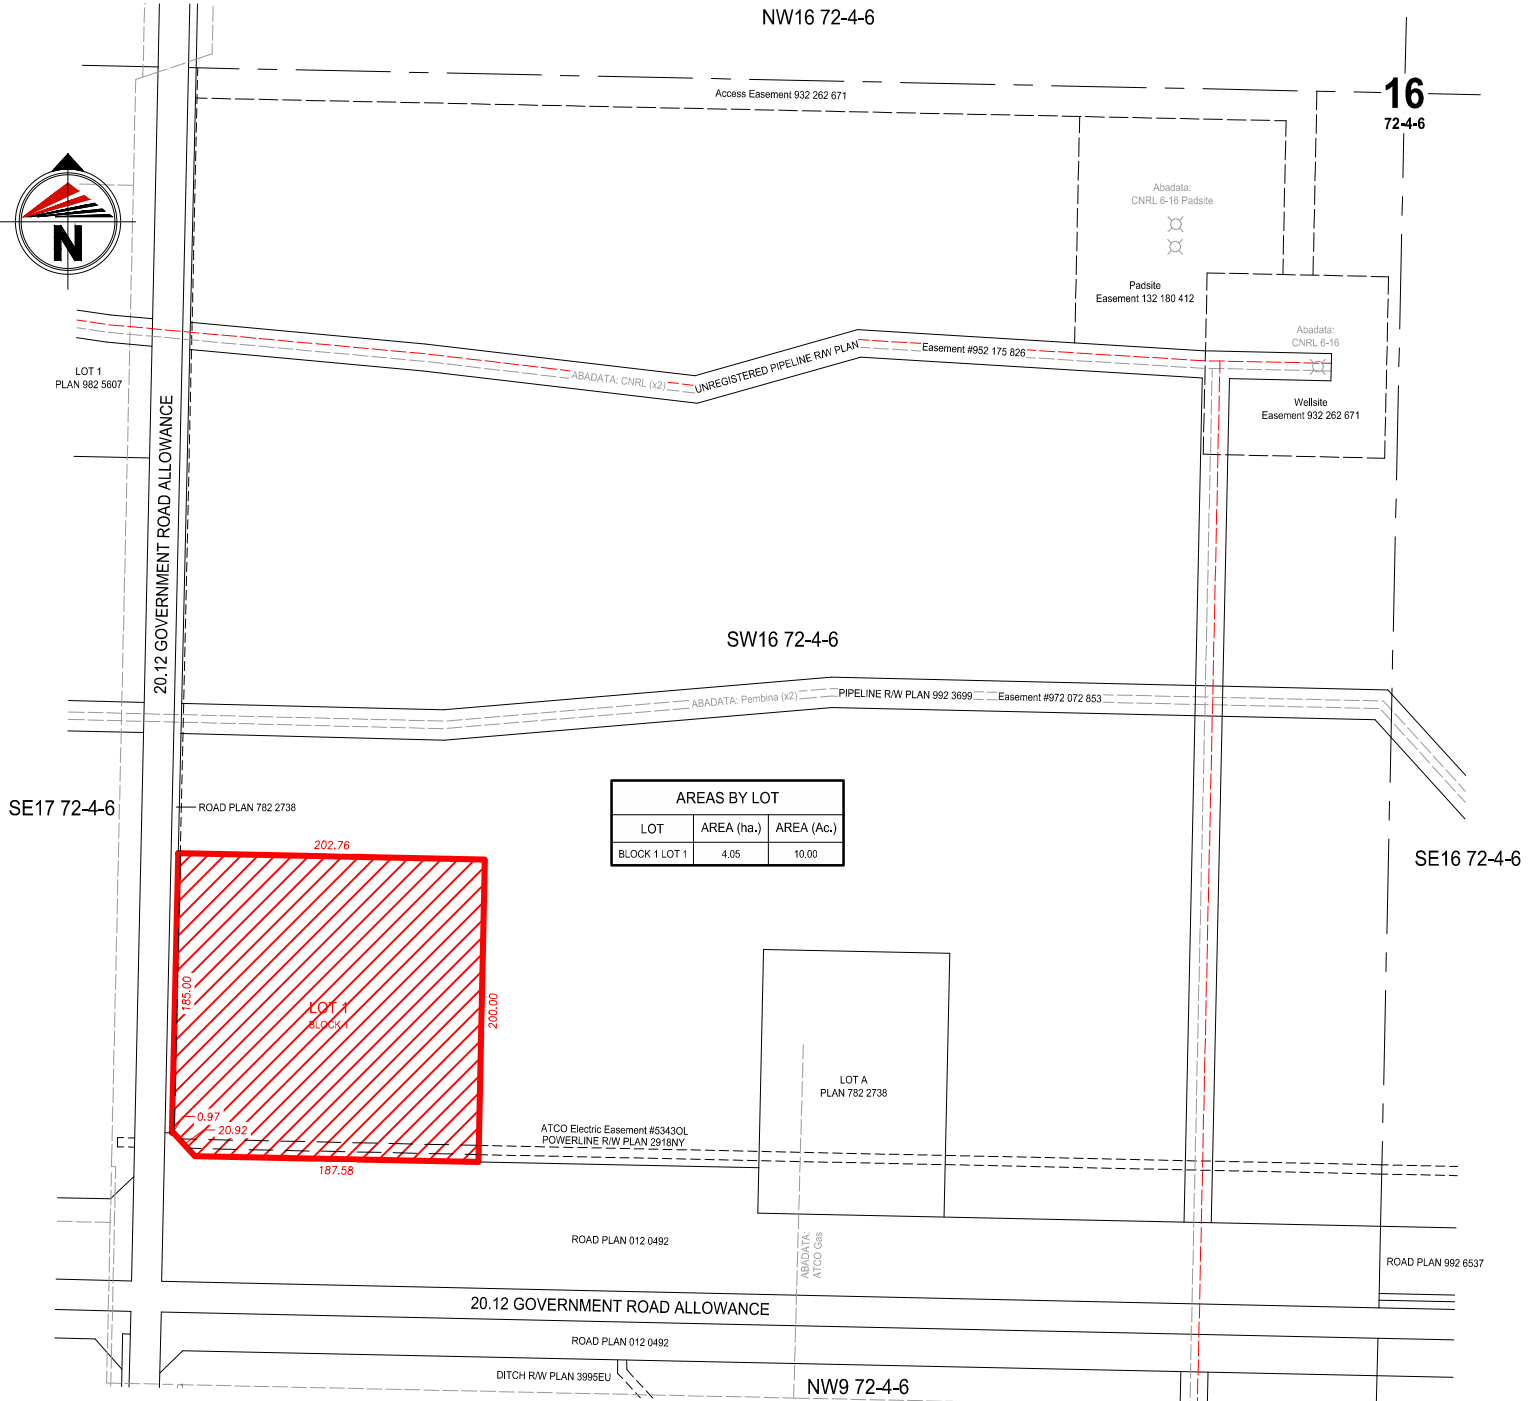 NW16 72-4-6
Access Easement 932 262 671
16
72-4-6
Abadata:
CNRL 6-16 Padsite
N
Padsite
Easement 132 180 412
Abadata:
CNRL 6-16
LOT 1
PLAN 982 5607
ABADATA: CNRL (x2)
UNREGISTERED PIPELINE R/W PLAN
Easement #952 175 826
Wellsite
Easement 932 262 671
20.12 GOVERNMENT ROAD ALLOWANCE
SW16 72-4-6
ABADATA: Pembina (x2)
PIPELINE R/W PLAN 992 3699
Easement #972 072 853
SE17 72-4-6
ROAD PLAN 782 2738
AREAS BY LOT
LOT AREA (ha.) AREA (Ac.)
BLOCK 1 LOT 1 4.05 10.00
SE16 72-4-6
202.76
185.00
LOT 1
BLOCK 1
200.00
0.97
20.92
187.58
LOT A
PLAN 782 2738
ATCO Electric Easement #5343OL
POWERLINE R/W PLAN 2918NY
ROAD PLAN 012 0492
ABADATA:
ATCO Gas
ROAD PLAN 992 6537
20.12 GOVERNMENT ROAD ALLOWANCE
ROAD PLAN 012 0492
DITCH R/W PLAN 3995EU
NW9 72-4-6